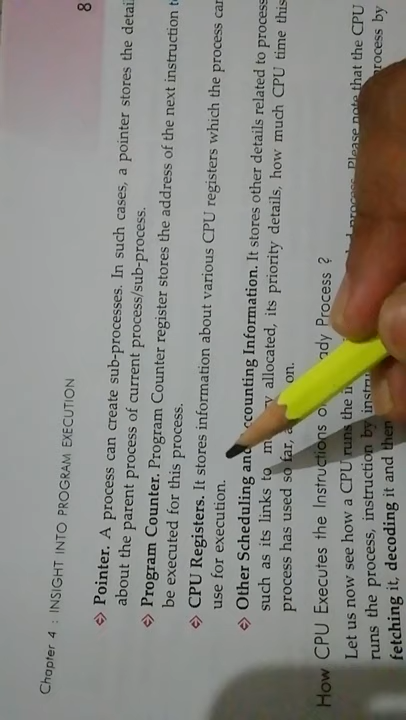 Chapter 4 : INSIGHT INTO PROGRAM EXECUTION
8
Pointer. A process can create sub-processes. In such cases, a pointer stores the
about the parent process of current process/sub-process.
Program Counter. Program Counter register stores the address of the next instruction
be executed for this process.
CPU Registers. It stores information about various CPU registers which the process
use for execution.
Other Scheduling and Accounting Information. It stores other details related to process
such as its links to allocated, its priority details, how much CPU time this
process has used so far, on.
How CPU Executes the Instructions Process ?
Let us now see how a CPU runs the Please note that the CPU
runs the process, instruction by process by
fetching it, decoding it and then